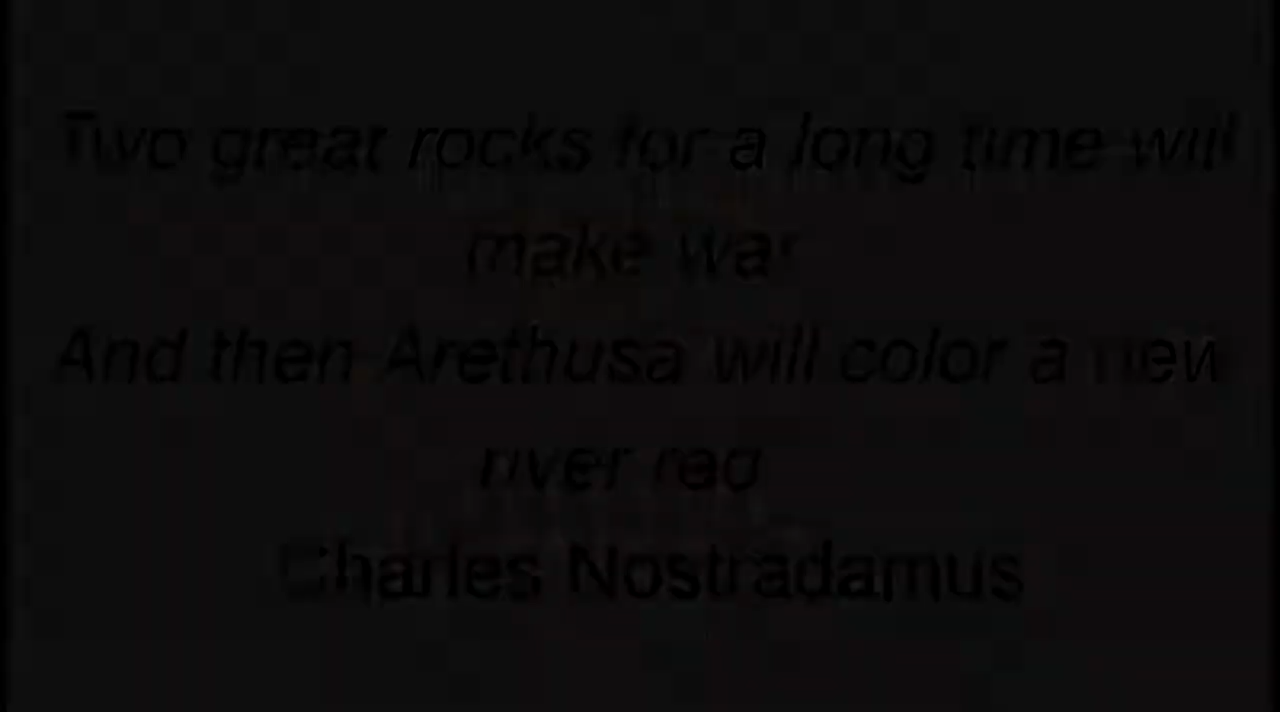 Two great rocks for a long time will
make war
And then Arethusa will color a new
river red
Charles Nostradamus